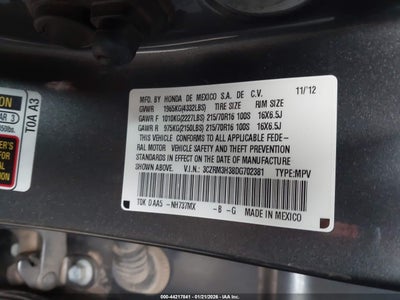 MFD. BY HONDA DE MEXICO S.A. DE C.V. 11/'12
GVWR 1965KG(4332LBS) TIRE SIZE RIM SIZE
GAWR F 1010KG(2227LBS) 215/70R16 100S 16X6.5J
GAWR R 975KG(2150LBS) 215/70R16 100S 16X6.5J
THIS VEHICLE CONFORMS TO ALL APPLICABLE FEDE-
RAL MOTOR VEHICLE SAFETY AND THEFT PREVENTION
STANDARDS IN EFFECT ON THE DATE OF MANUFACTURE
SHOWN ABOVE. V.I.N.: 3CZRM3H38DG702381 TYPE:MPV
T0K D AA5 -NH737MX -B -G MADE IN MEXICO
T0A A3
000-44217841 - 01/21/2026 - © IAA Holdings, LLC